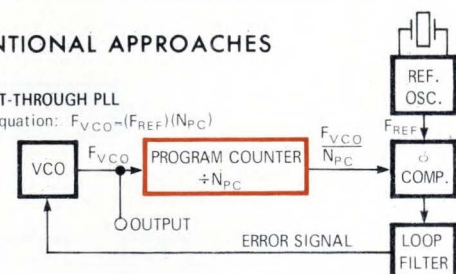 NTIONAL APPROACHES
T-THROUGH PLL
quation: FVCO=(FREF)(NPC)
REF.
OSC.
FREF
VCO
FVCO
PROGRAM COUNTER
÷NPC
FVCO
NPC
ϕ
COMP.
OUTPUT
ERROR SIGNAL
LOOP
FILTER